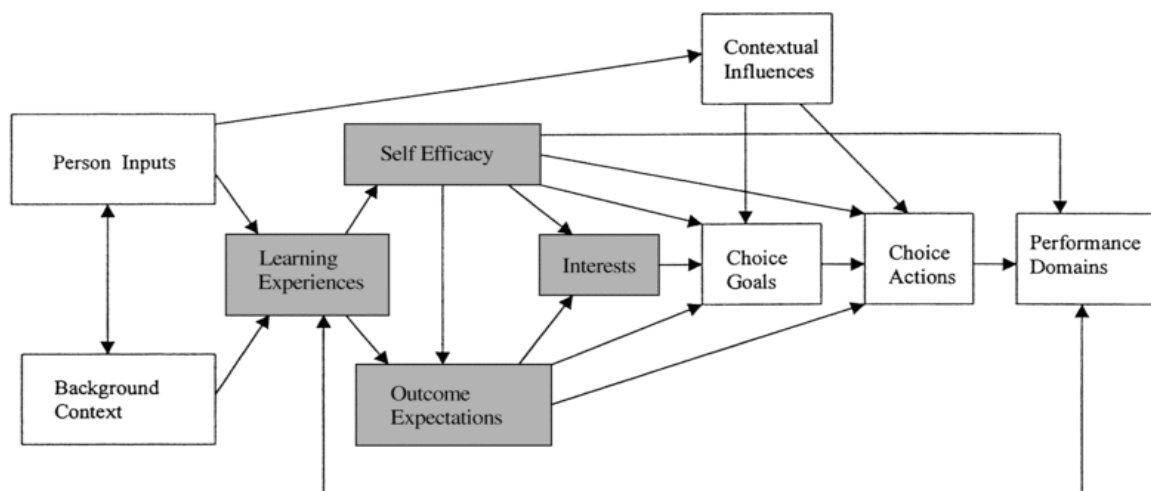 Contextual
Influences
Person Inputs
Self Efficacy
Learning
Experiences
Interests
Choice
Goals
Choice
Actions
Performance
Domains
Background
Context
Outcome
Expectations